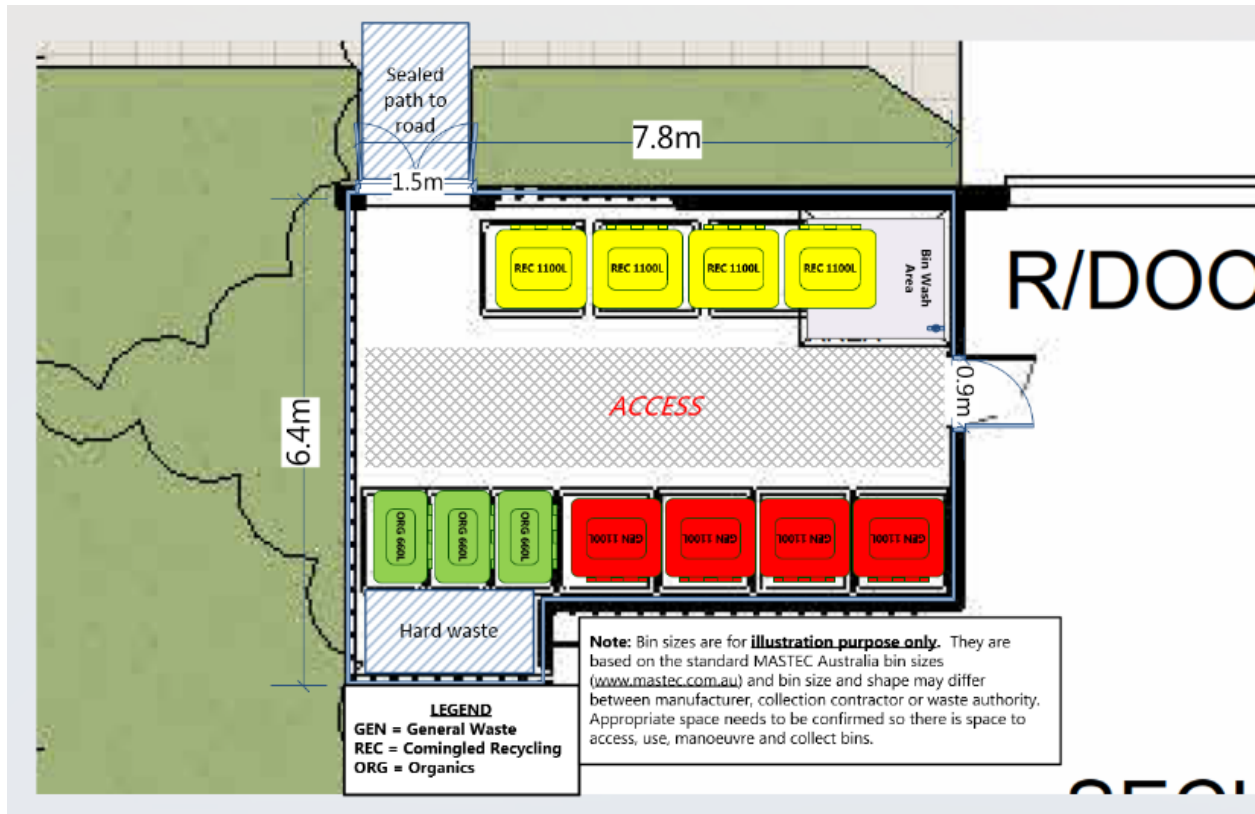 Sealed
path to
road
7.8m
1.5m
REC 1100L
REC 1100L
REC 1100L
REC 1100L
Bin Wash
Area
R/DOO
6.4m
ACCESS
0.9m
ORG 660L
ORG 660L
ORG 660L
GEN 1100L
GEN 1100L
GEN 1100L
GEN 1100L
Hard waste
Note: Bin sizes are for illustration purpose only. They are
based on the standard MASTEC Australia bin sizes
(www.mastec.com.au) and bin size and shape may differ
between manufacturer, collection contractor or waste authority.
Appropriate space needs to be confirmed so there is space to
access, use, manoeuvre and collect bins.
LEGEND
GEN = General Waste
REC = Comingled Recycling
ORG = Organics